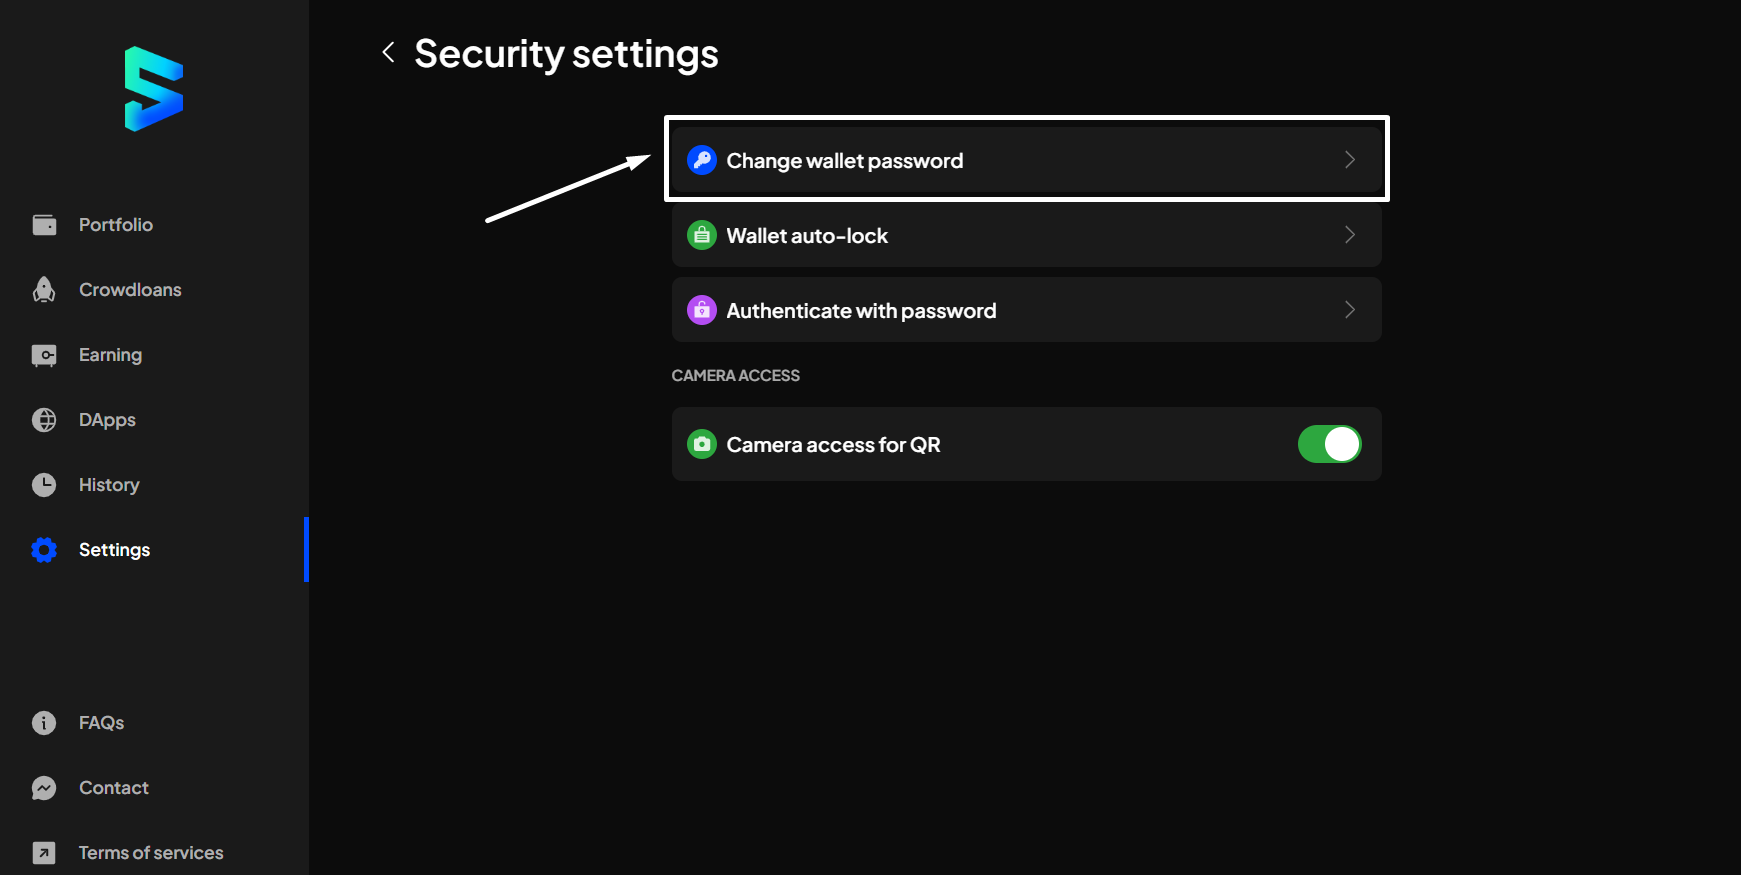 Security settings
Change wallet password
Wallet auto-lock
Authenticate with password
CAMERA ACCESS
Camera access for QR
Portfolio
Crowdloans
Earning
DApps
History
Settings
FAQs
Contact
Terms of services